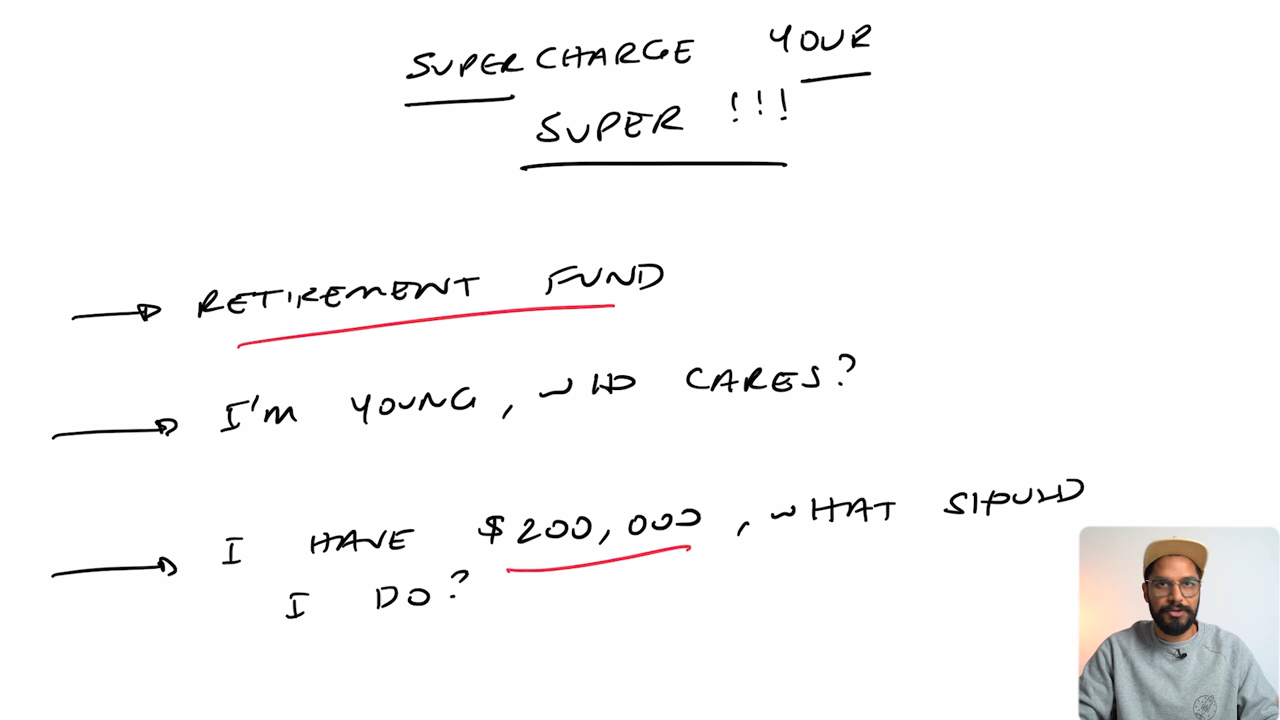 SUPERCHARGE YOUR
SUPER !!!
RETIREMENT FUND
I'M YOUNG, WHO CARES?
I HAVE $200,000, WHAT SHOULD
I DO?